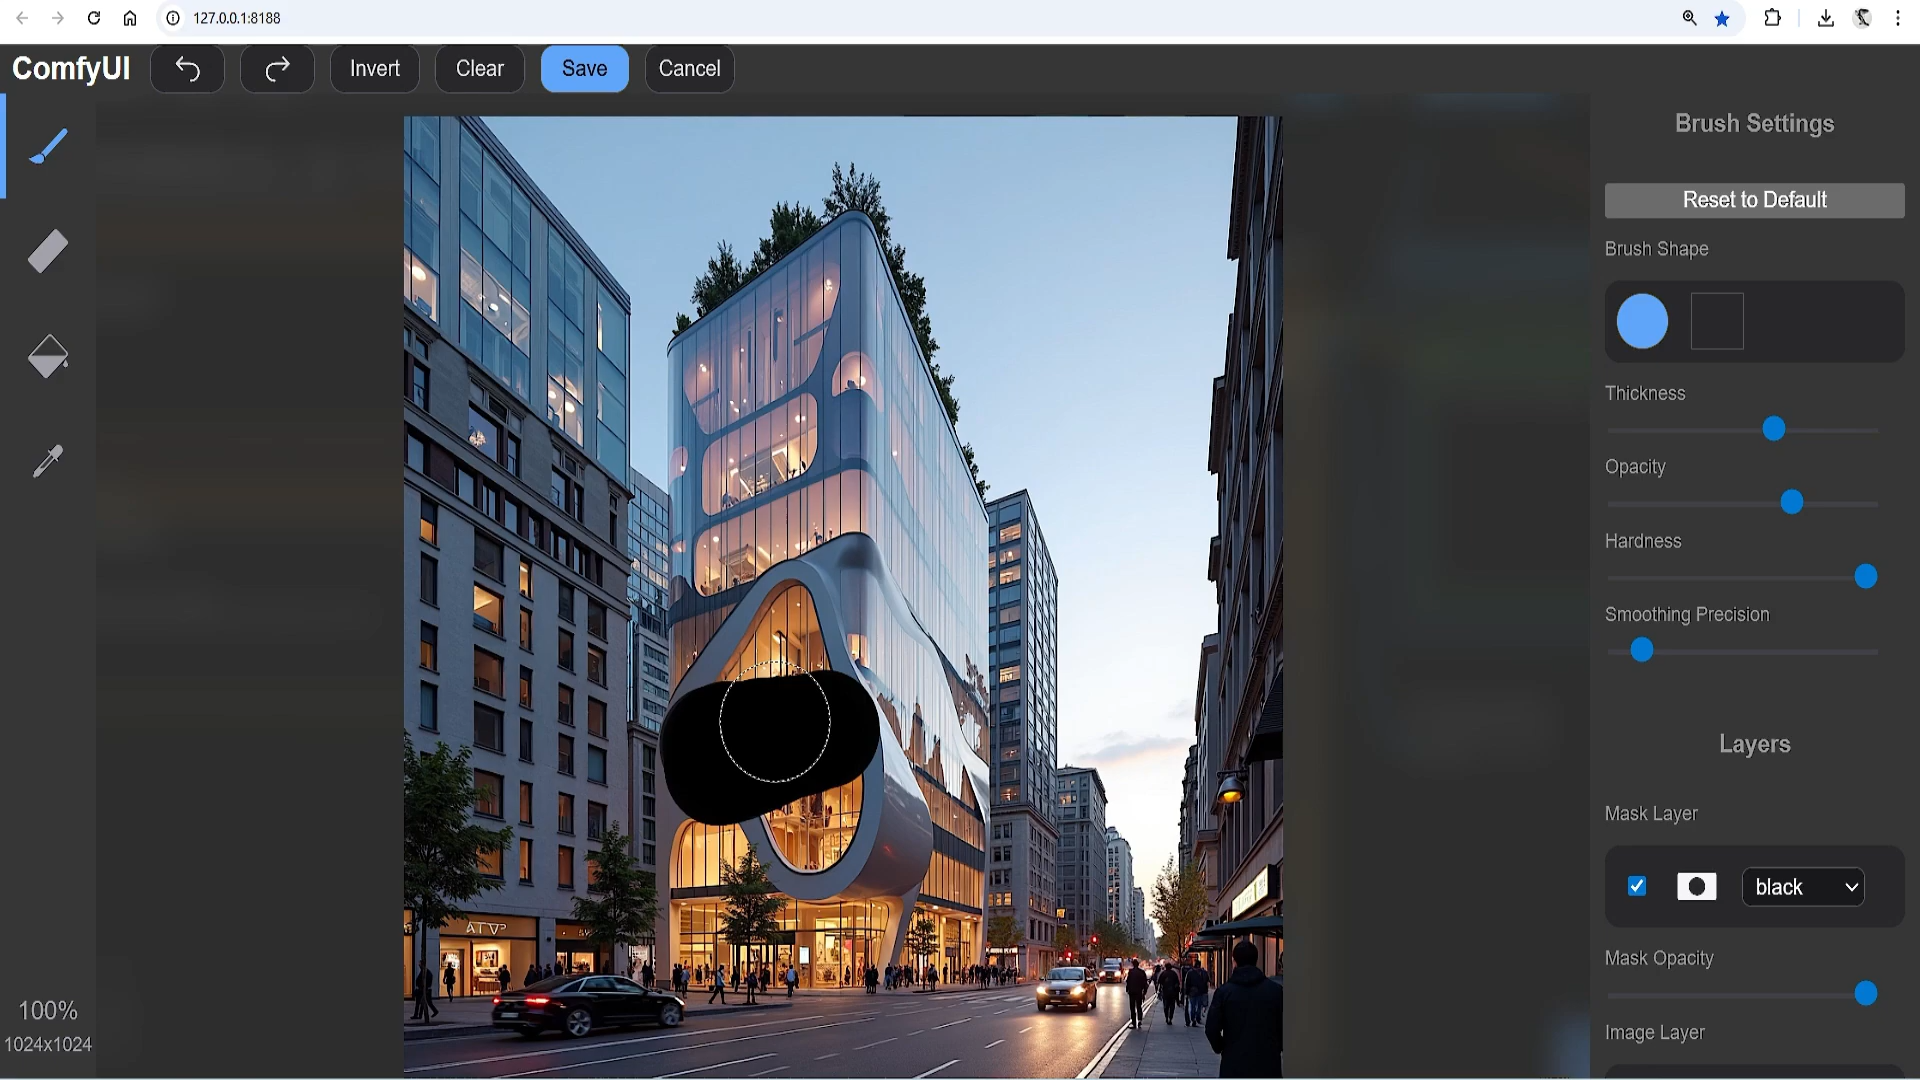 127.0.0.1:8188
ComfyUI
Invert
Clear
Save
Cancel
Brush Settings
Reset to Default
Brush Shape
Thickness
Opacity
Hardness
Smoothing Precision
Layers
Mask Layer
black
Mask Opacity
Image Layer
100%
1024x1024